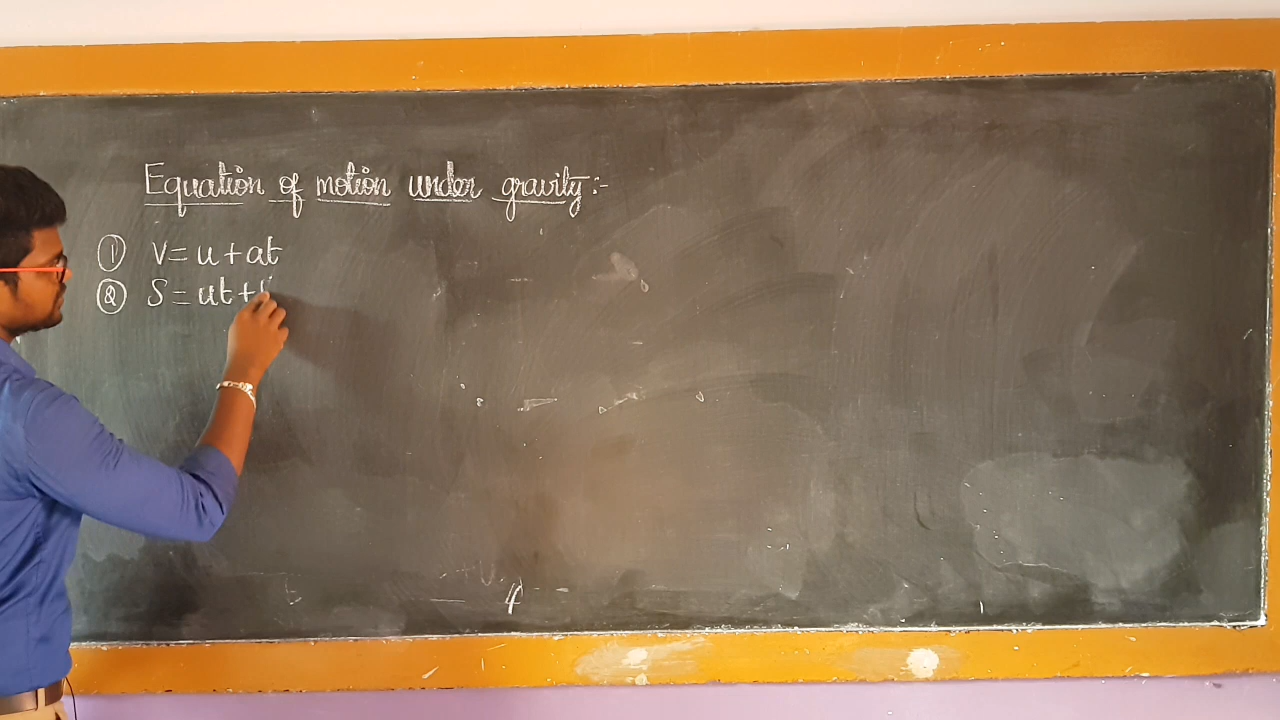 Equation of motion under gravity:-
① V = u + at
② S = ut +